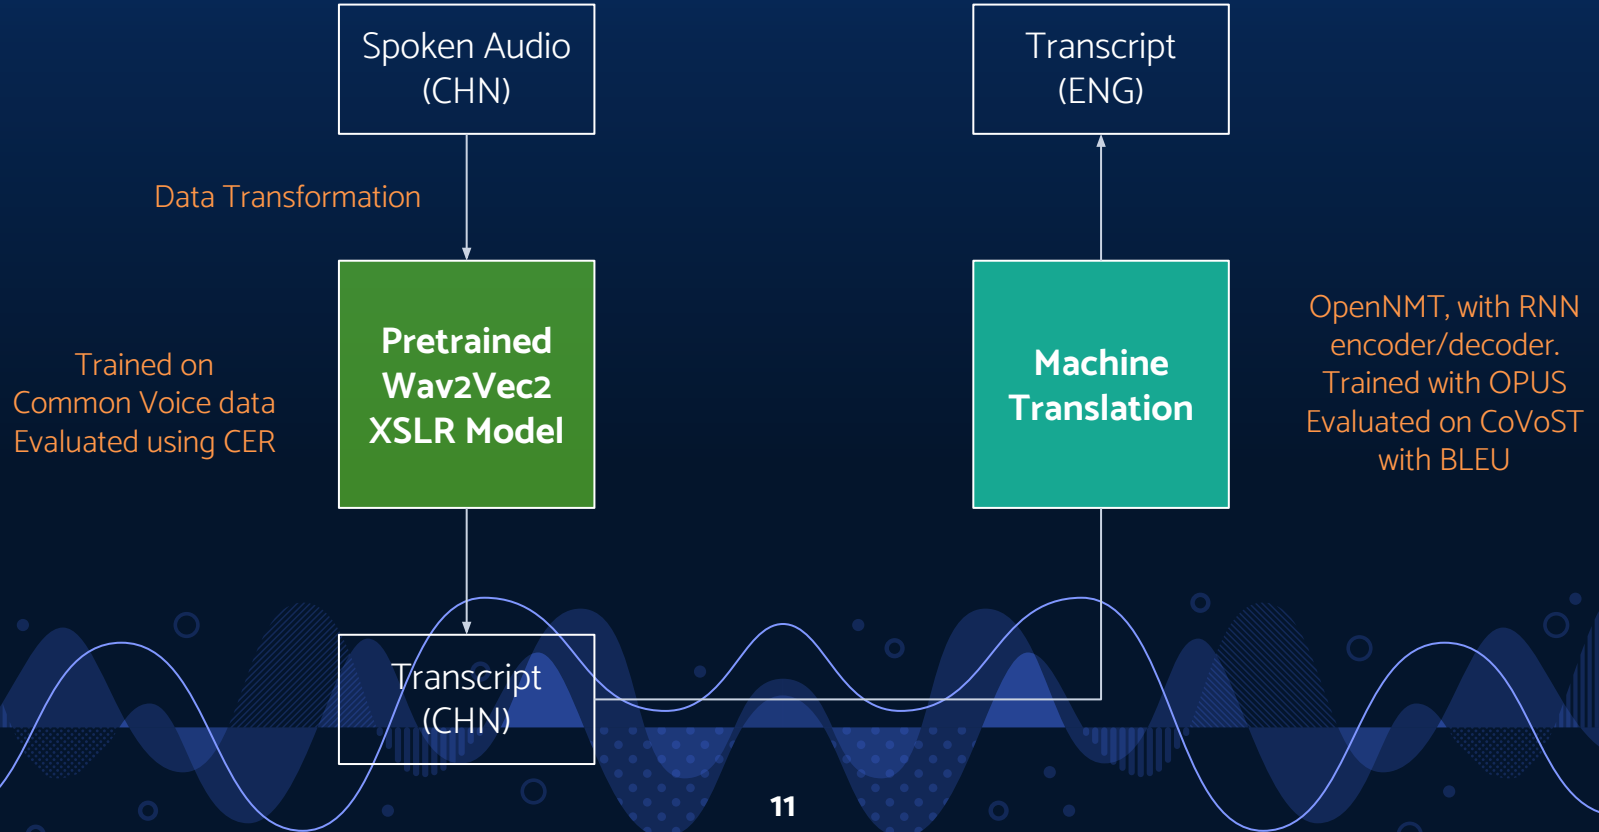 Spoken Audio
(CHN)
Data Transformation
Trained on
Common Voice data
Evaluated using CER
Pretrained
Wav2Vec2
XSLR Model
Transcript
(CHN)
Transcript
(ENG)
Machine
Translation
OpenNMT, with RNN
encoder/decoder.
Trained with OPUS
Evaluated on CoVoST
with BLEU
11